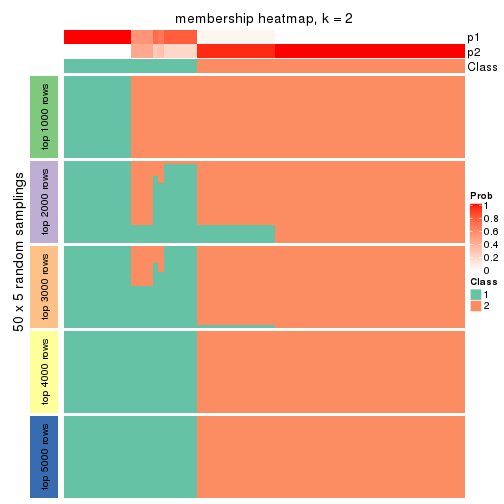 membership heatmap, k = 2
p1
p2
Class
50 x 5 random samplings
top 1000 rows
top 2000 rows
top 3000 rows
top 4000 rows
top 5000 rows
Prob
1
0.8
0.6
0.4
0.2
0
Class
1
2